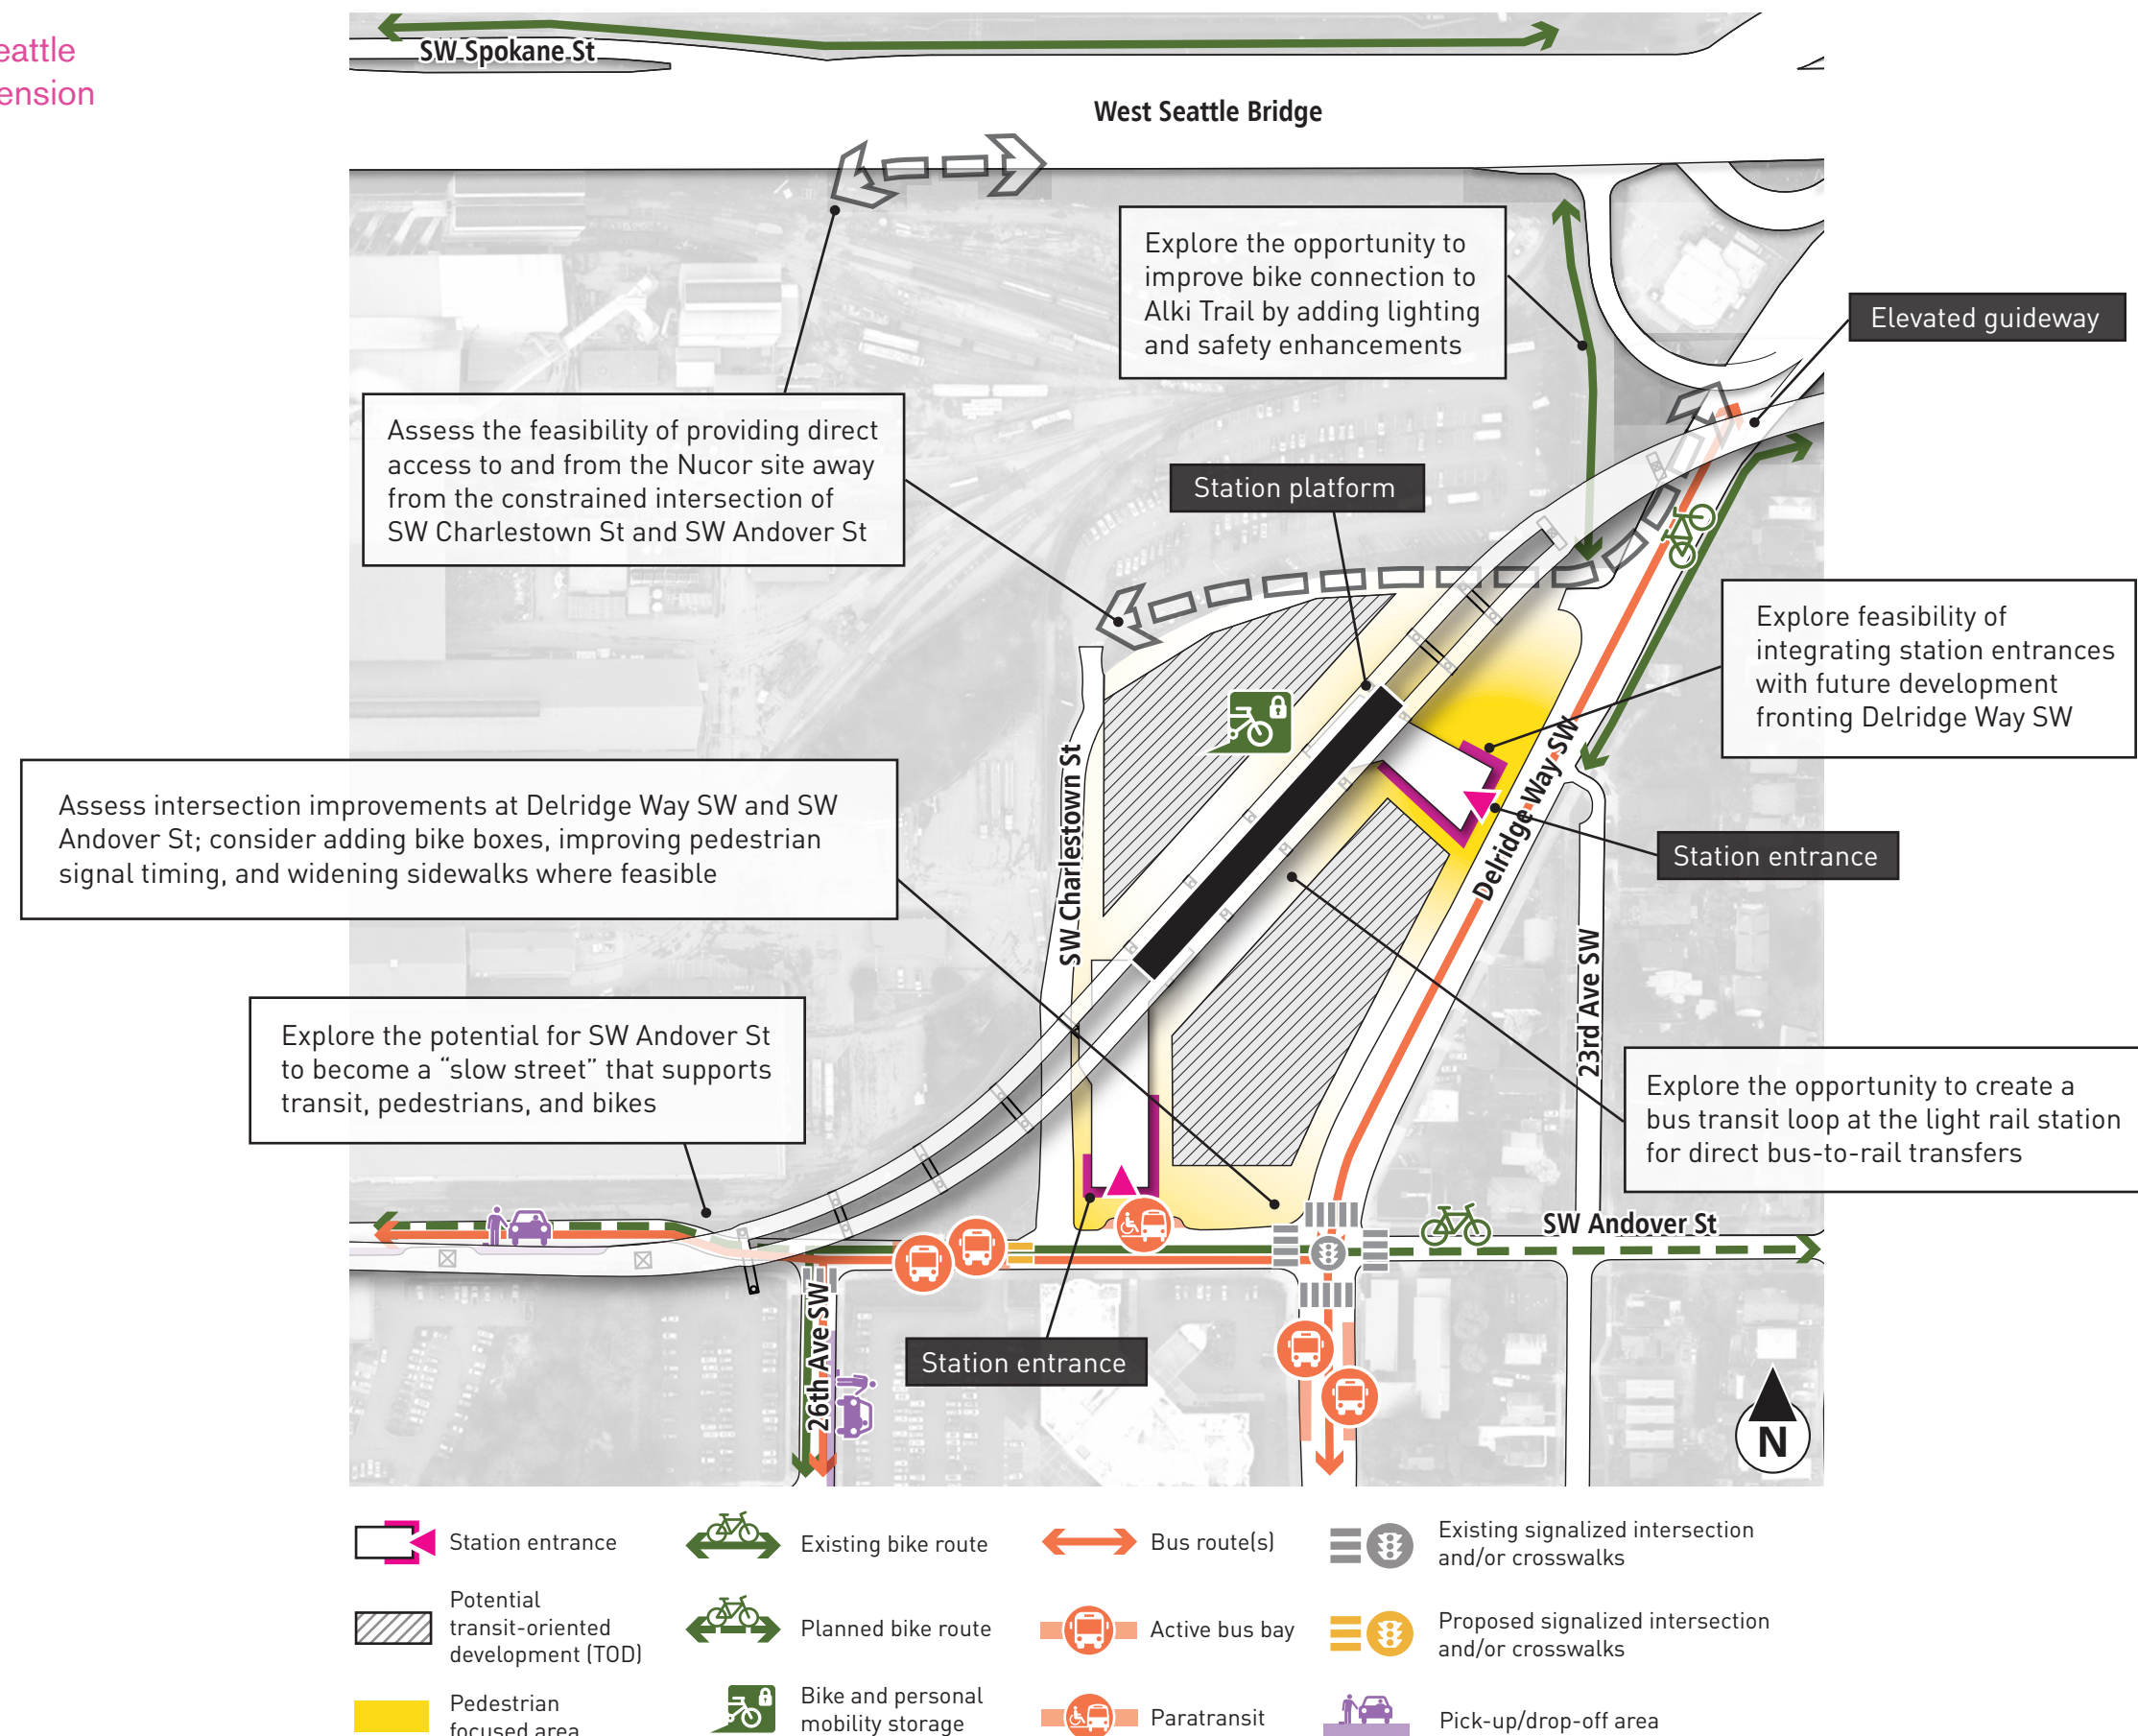 eattle
ension
SW Spokane St
West Seattle Bridge
Explore the opportunity to
improve bike connection to
Alki Trail by adding lighting
and safety enhancements
Elevated guideway
Assess the feasibility of providing direct
access to and from the Nucor site away
from the constrained intersection of
SW Charlestown St and SW Andover St
Station platform
Explore feasibility of
integrating station entrances
with future development
fronting Delridge Way SW
SW Charlestown St
Delridge Way SW
Assess intersection improvements at Delridge Way SW and SW
Andover St; consider adding bike boxes, improving pedestrian
signal timing, and widening sidewalks where feasible
Station entrance
23rd Ave SW
Explore the potential for SW Andover St
to become a “slow street” that supports
transit, pedestrians, and bikes
Explore the opportunity to create a
bus transit loop at the light rail station
for direct bus-to-rail transfers
SW Andover St
26th Ave SW
Station entrance
N
Station entrance
Existing bike route
Bus route(s)
Existing signalized intersection
and/or crosswalks
Potential
transit-oriented
development (TOD)
Planned bike route
Active bus bay
Proposed signalized intersection
and/or crosswalks
Pedestrian
focused area
Bike and personal
mobility storage
Paratransit
Pick-up/drop-off area